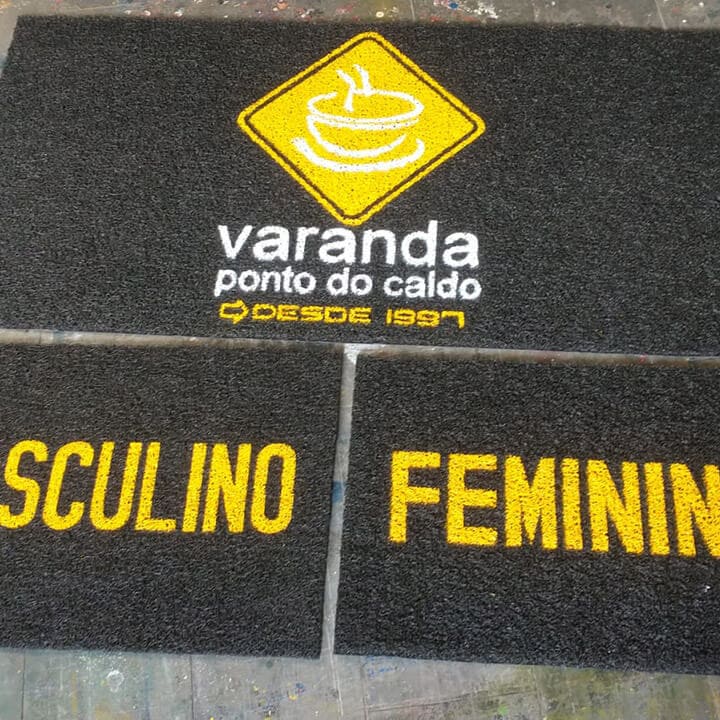 varanda
ponto do caldo
DESDE 1997
SCULINO
FEMININ